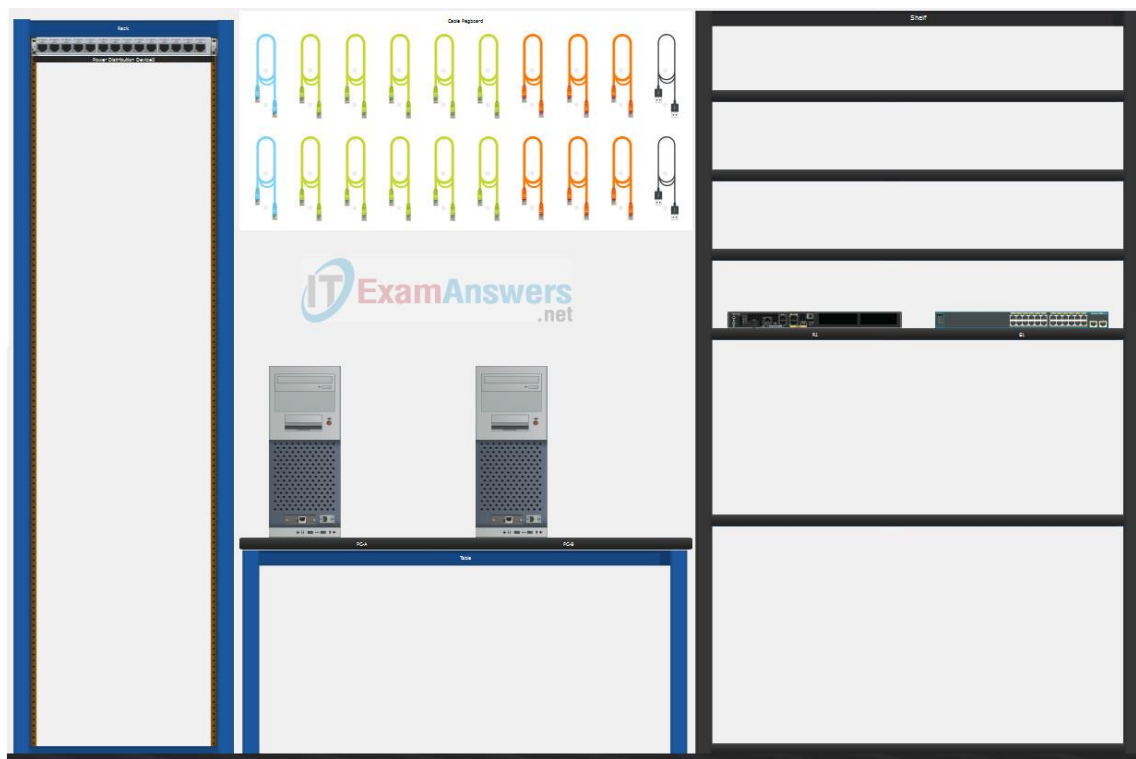 Rack
Power Distribution Device0
Cable Pegboard
Shelf
ITExamAnswers
.net
R1
S1
PC-A
PC-B
Table